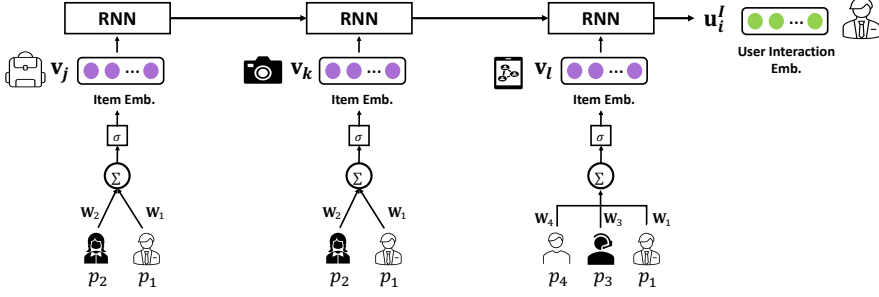 RNN RNN RNN u_i^I
v_j v_k v_l
User Interaction
Emb.
Item Emb. Item Emb. Item Emb.
σ σ σ
Σ Σ Σ
w_2 w_1 w_2 w_1 w_4 w_3 w_1
p_2 p_1 p_2 p_1 p_4 p_3 p_1